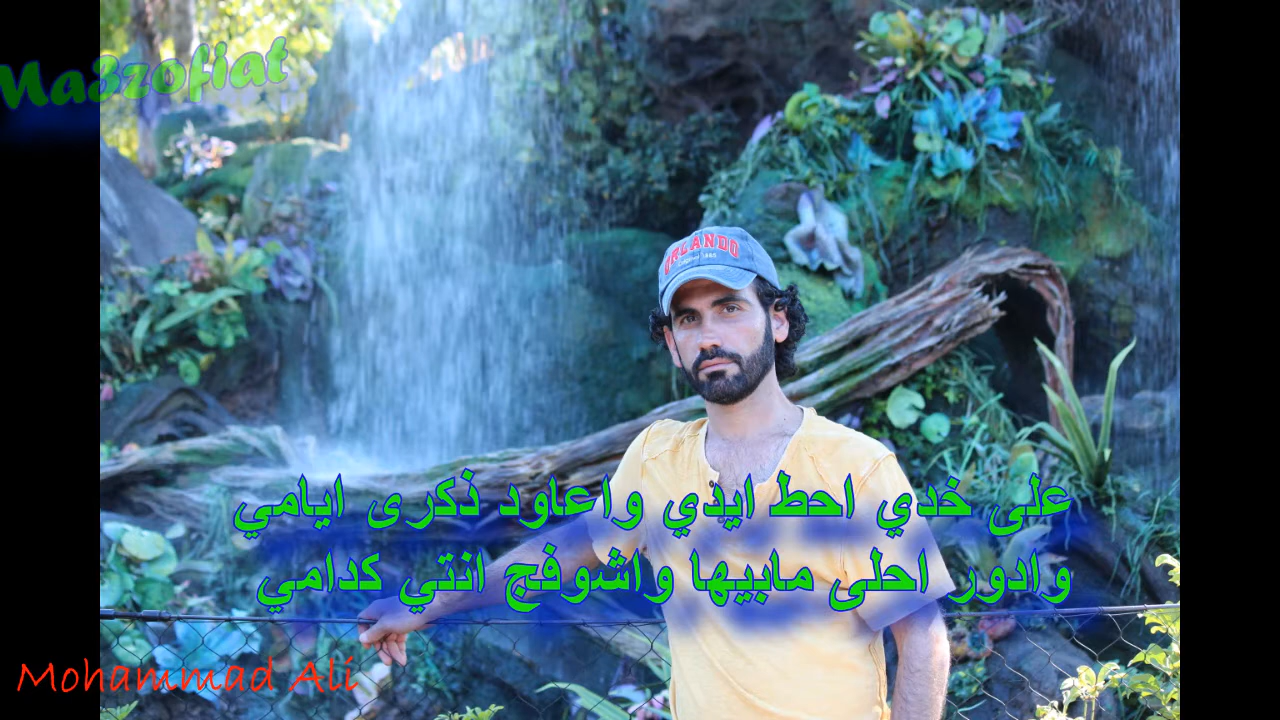 Ma3zofiat
ORLANDO
على خدي احط ايدي واعاود ذكرى ايامي
وادور احلى مابيها واشوفج انتي كدامي
Mohammad Ali